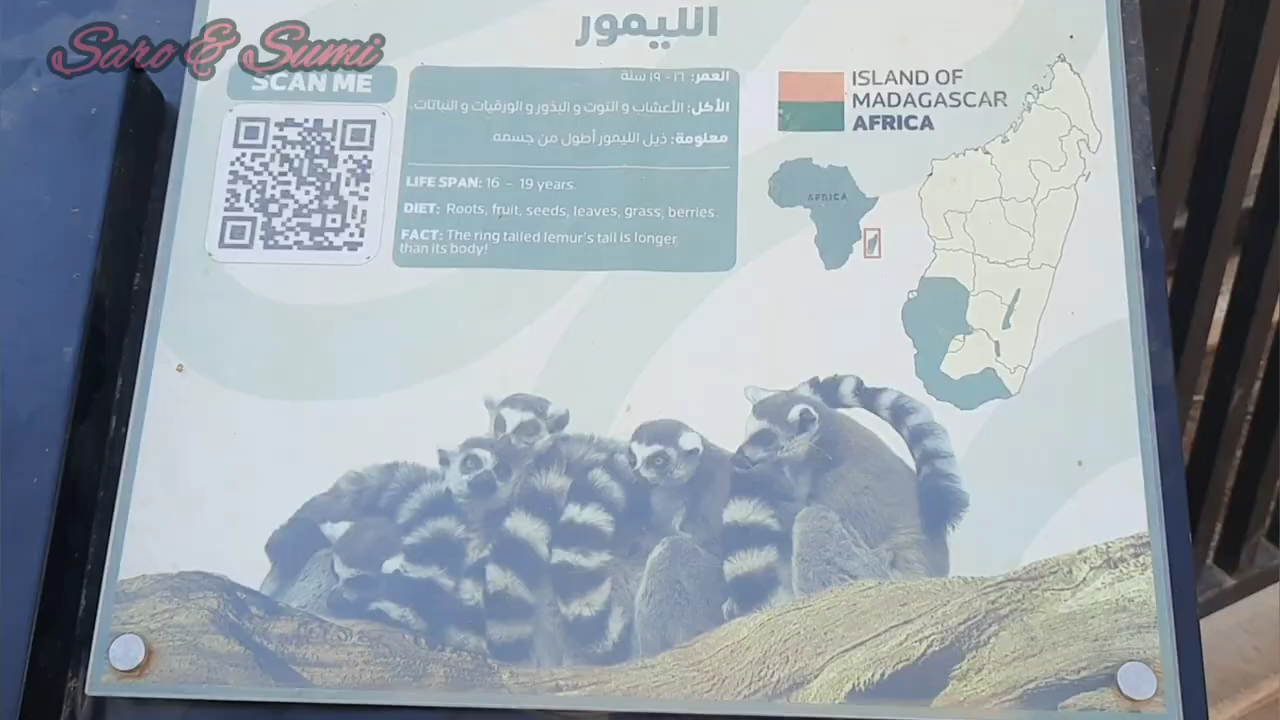 Saro & Sumi
الليمور
SCAN ME
العمر: ١٦ - ١٩ سنة
الأكل: الأعشاب و التوت و البذور و الورقيات و النباتات.
معلومة: ذيل الليمور أطول من جسمه.
LIFE SPAN: 16 - 19 years.
DIET: Roots, fruit, seeds, leaves, grass, berries.
FACT: The ring tailed lemur's tail is longer
than its body!
ISLAND OF
MADAGASCAR
AFRICA
AFRICA